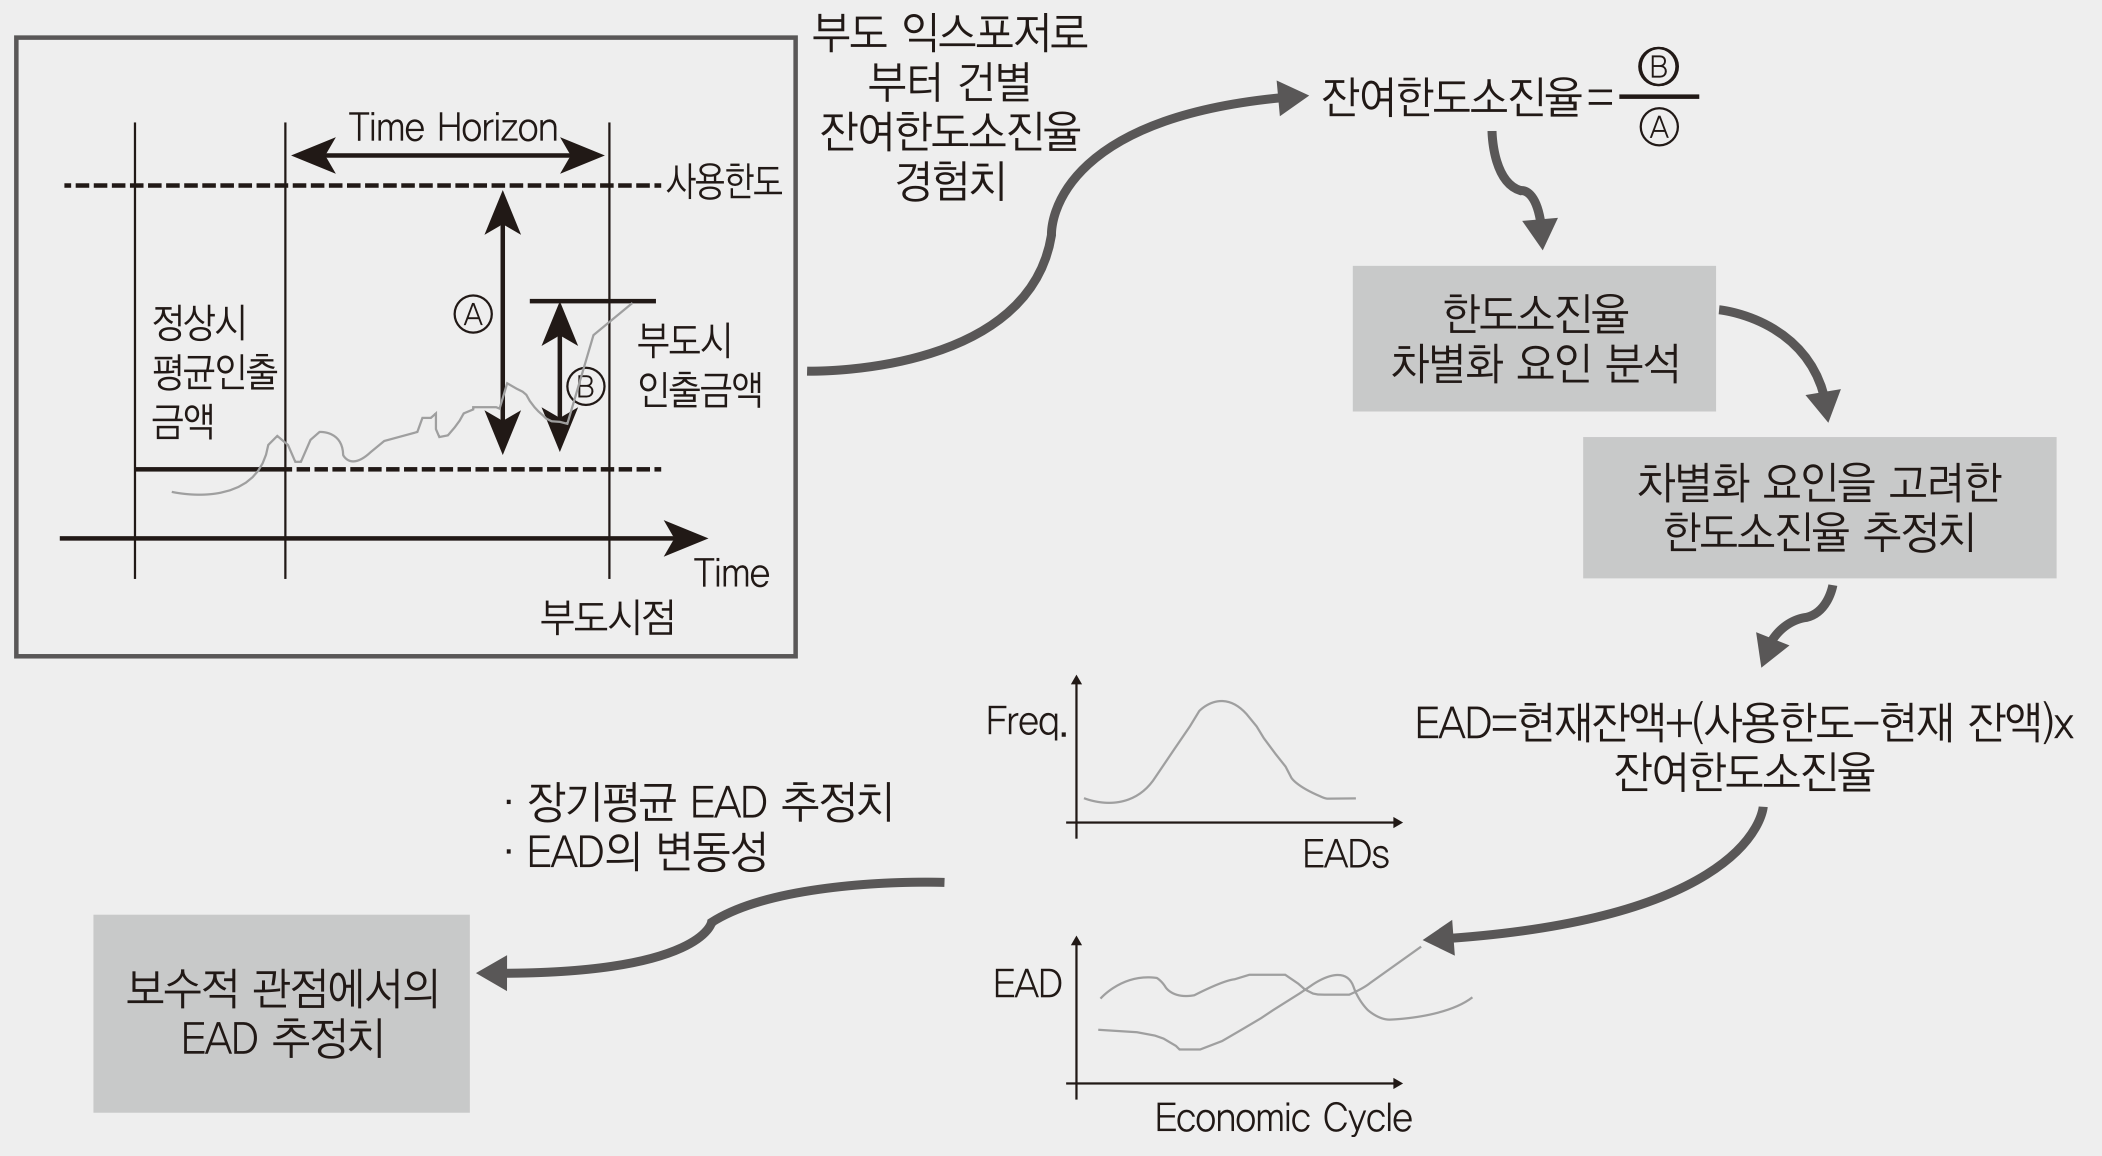 Time Horizon
사용한도
Ⓐ
Ⓑ
정상시
평균인출
금액
부도시
인출금액
Time
부도시점
부도 익스포저로
부터 건별
잔여한도소진율
경험치
잔여한도소진율=
Ⓑ
Ⓐ
한도소진율
차별화 요인 분석
차별화 요인을 고려한
한도소진율 추정치
EAD=현재잔액+(사용한도-현재 잔액)x
잔여한도소진율
Freq.
EADs
EAD
Economic Cycle
· 장기평균 EAD 추정치
· EAD의 변동성
보수적 관점에서의
EAD 추정치